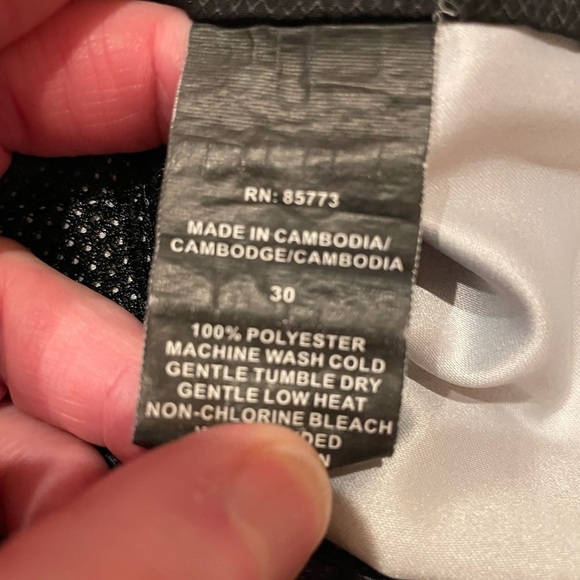 RN: 85773
MADE IN CAMBODIA/
CAMBODGE/CAMBODIA
30
100% POLYESTER
MACHINE WASH COLD
GENTLE TUMBLE DRY
GENTLE LOW HEAT
NON-CHLORINE BLEACH